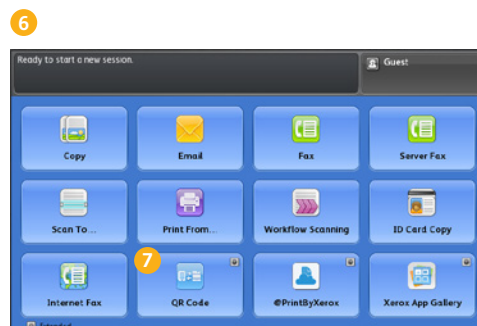 6
Ready to start a new session.
Guest
Copy
Email
Fax
Server Fax
Scan To...
Print From...
Workflow Scanning
ID Card Copy
7
Internet Fax
QR Code
@PrintByXerox
Xerox App Gallery